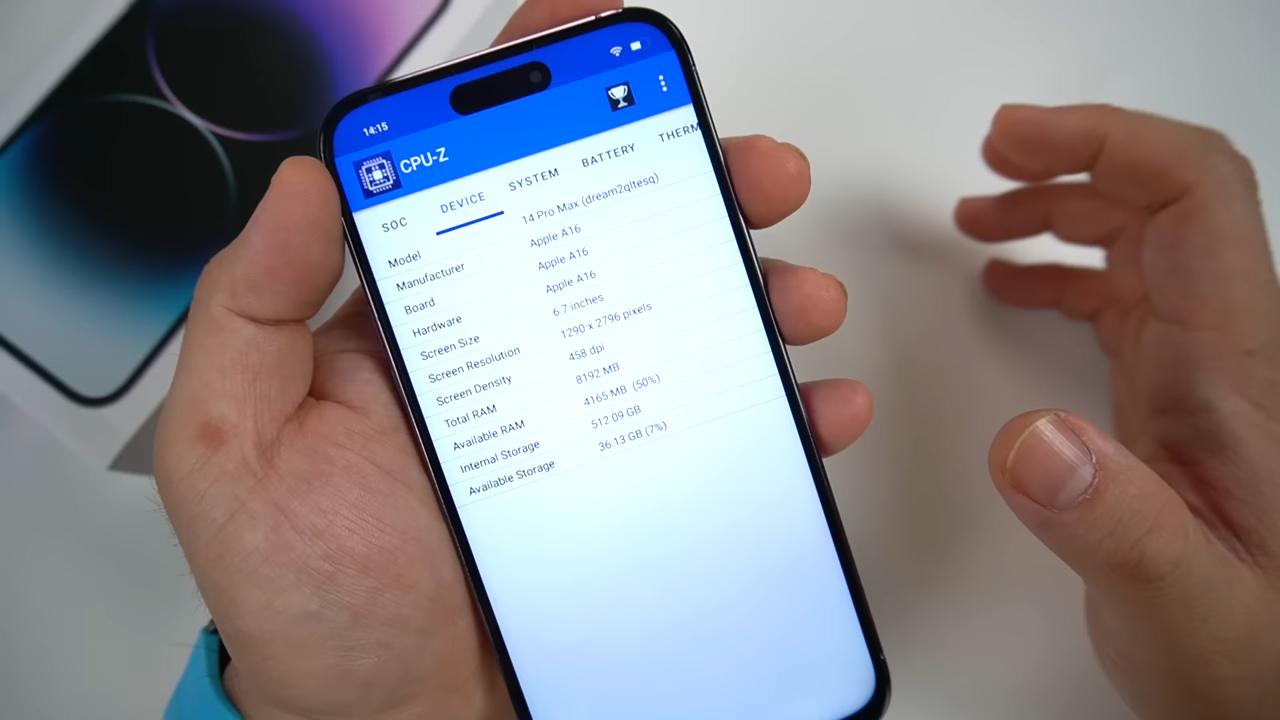 14:15
CPU-Z
SOC DEVICE SYSTEM BATTERY THERM
Model 14 Pro Max (dream2qltesq)
Manufacturer Apple A16
Board Apple A16
Hardware Apple A16
Screen Size 6.7 inches
Screen Resolution 1290 x 2796 pixels
Screen Density 458 dpi
Total RAM 8192 MB
Available RAM 4165 MB (50%)
Internal Storage 512.09 GB
Available Storage 36.13 GB (7%)